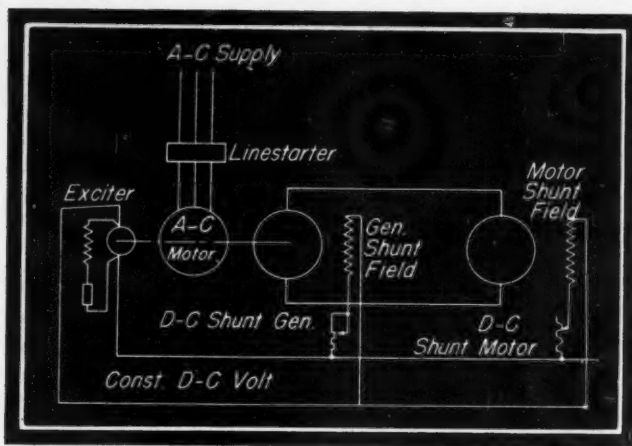 A-C Supply
Linestarter
Exciter
A-C
Motor
Gen.
Shunt
Field
Motor
Shunt
Field
D-C Shunt Gen.
D-C
Shunt Motor
Const. D-C Volt